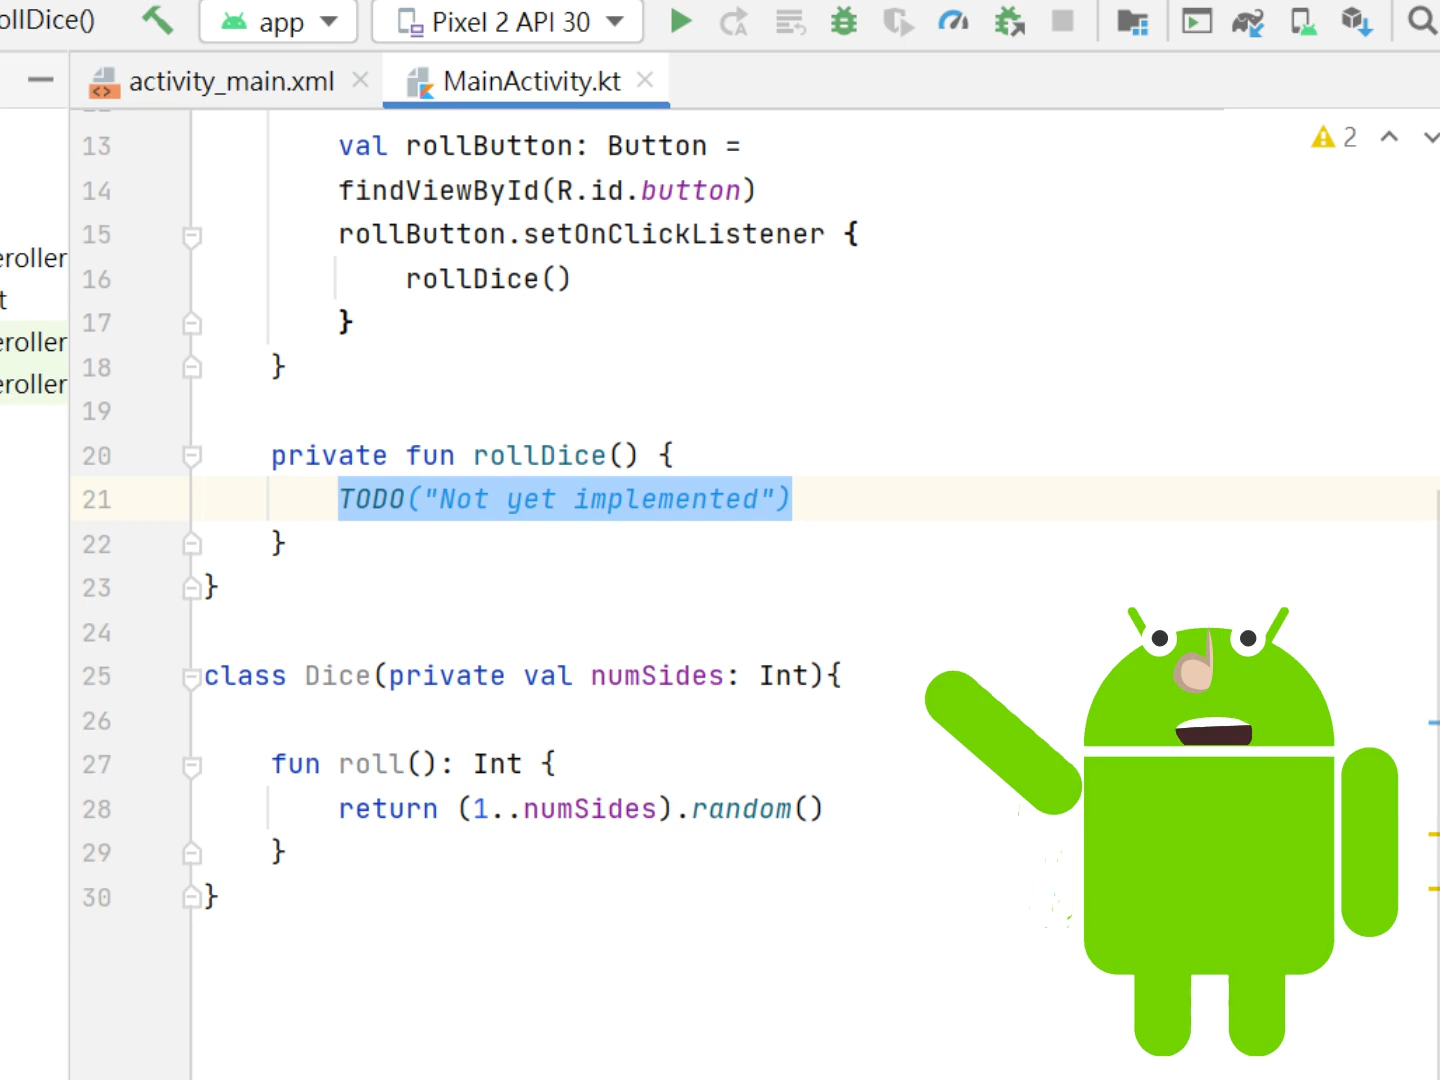 ollDice()
app
Pixel 2 API 30
activity_main.xml
MainActivity.kt
2
13 val rollButton: Button =
14 findViewById(R.id.button)
15 rollButton.setOnClickListener {
16 rollDice()
17 }
18 }
19
20 private fun rollDice() {
21 TODO("Not yet implemented")
22 }
23 }
24
25 class Dice(private val numSides: Int){
26
27 fun roll(): Int {
28 return (1..numSides).random()
29 }
30 }
eroller
t
eroller
eroller